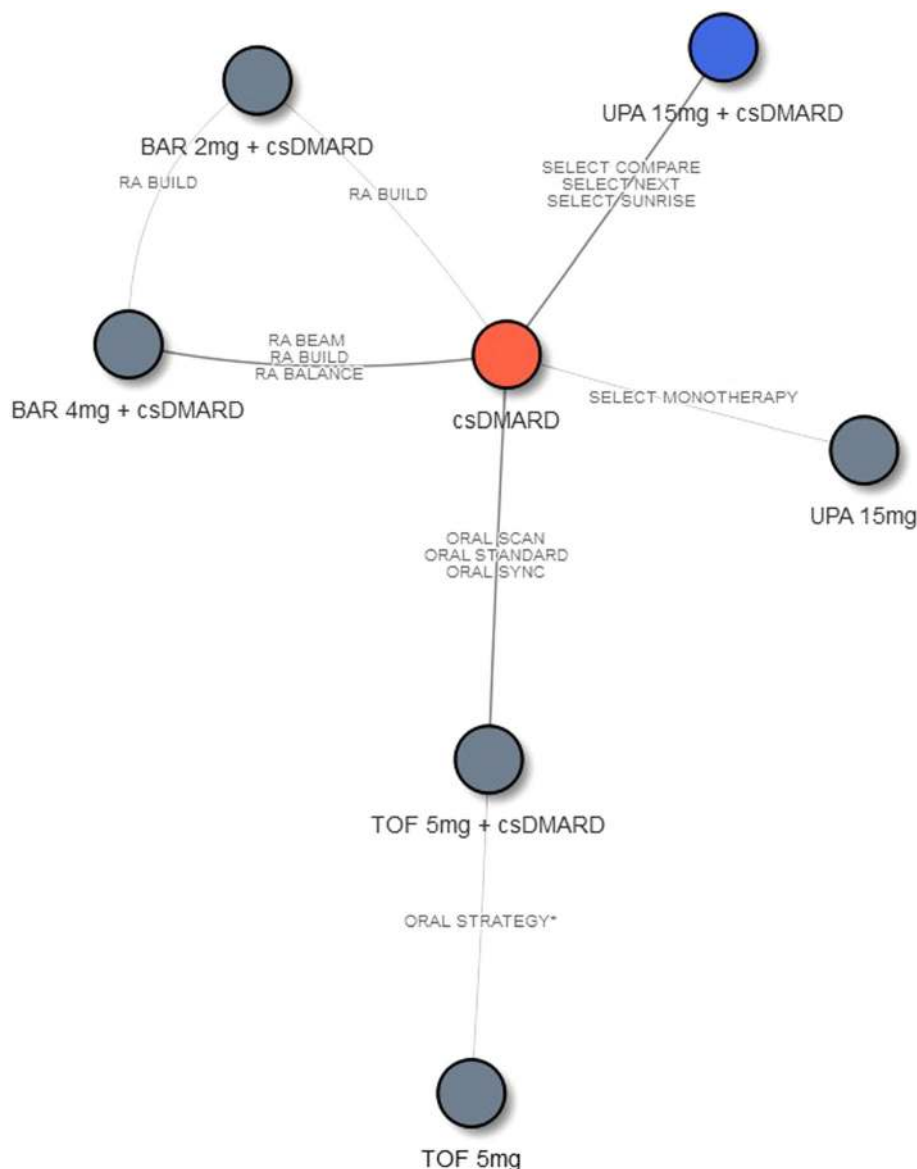 UPA 15mg + csDMARD
BAR 2mg + csDMARD
RA BUILD
RA BUILD
SELECT COMPARE
SELECT NEXT
SELECT SUNRISE
RA BEAM
RA BUILD
RA BALANCE
BAR 4mg + csDMARD
csDMARD
SELECT MONOTHERAPY
UPA 15mg
ORAL SCAN
ORAL STANDARD
ORAL SYNC
TOF 5mg + csDMARD
ORAL STRATEGY*
TOF 5mg